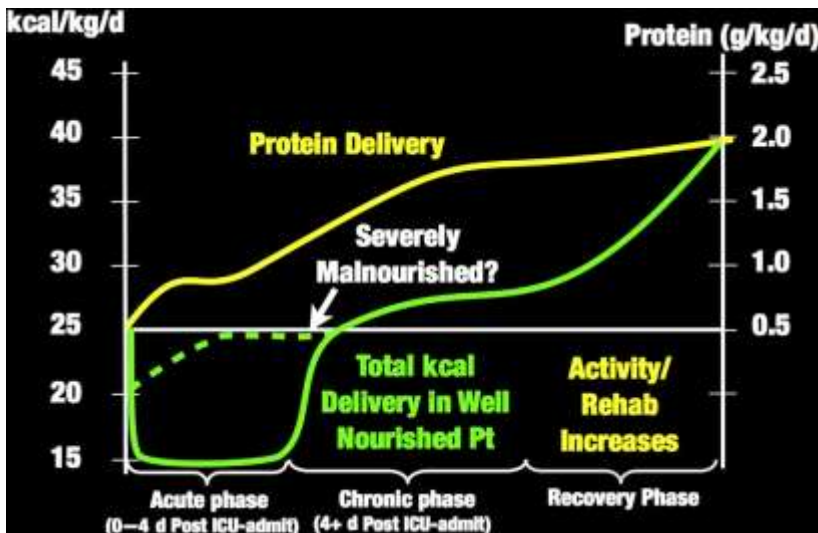 kcal/kg/d
Protein (g/kg/d)
45
2.5
40
Protein Delivery
2.0
35
1.5
Severely
Malnourished?
30
1.0
25
0.5
Total kcal
Delivery in Well
Nourished Pt
Activity/
Rehab
Increases
20
15
Acute phase
(0–4 d Post ICU-admit)
Chronic phase
(4+ d Post ICU-admit)
Recovery Phase